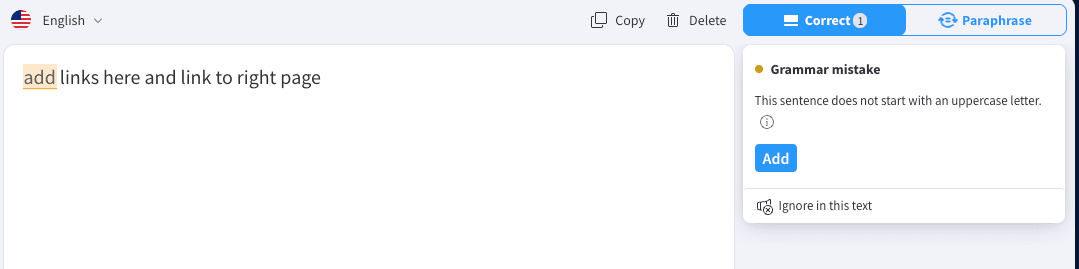 English
Copy
Delete
Correct 1
Paraphrase
add links here and link to right page
Grammar mistake
This sentence does not start with an uppercase letter.
Add
Ignore in this text